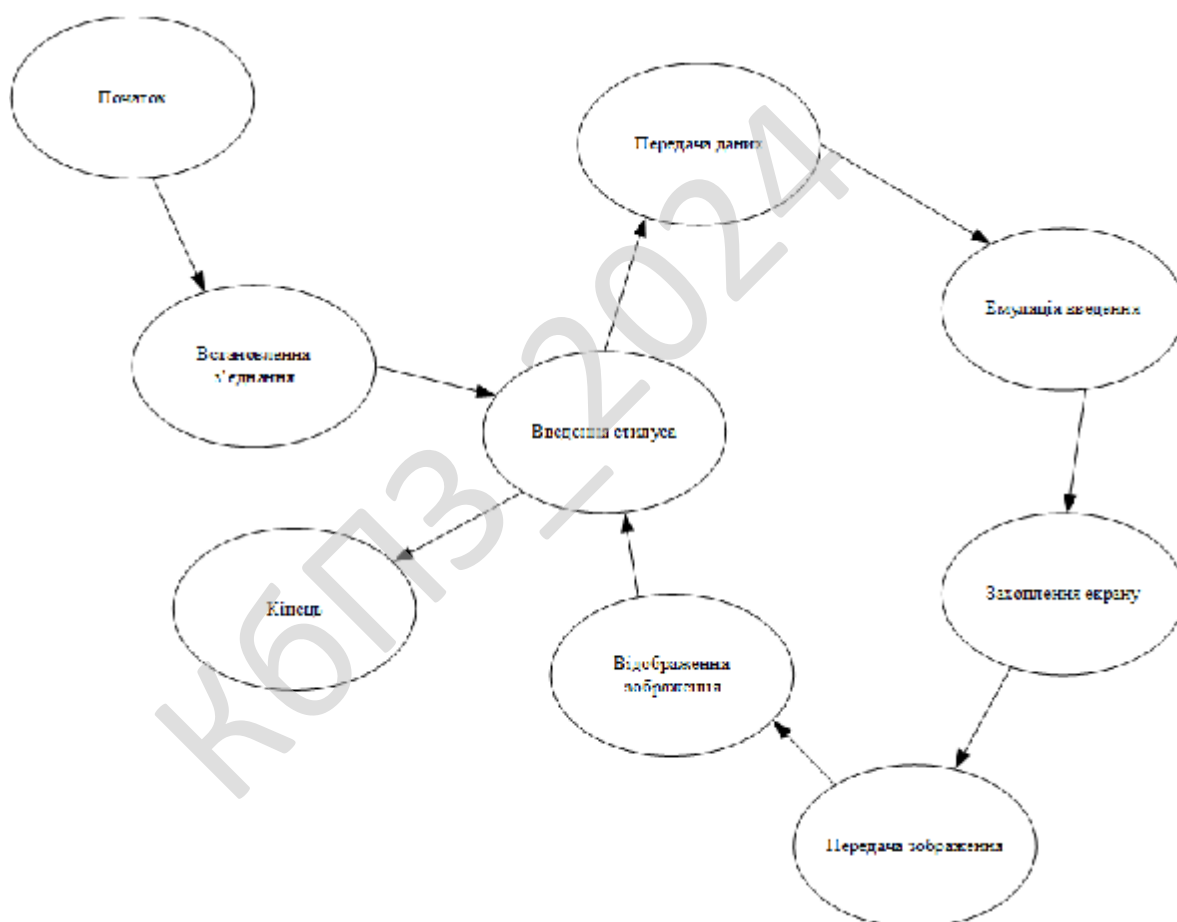 Початок
Передача даних
Емуляція введення
Встановлення
з'єднання
Введення стилуса
Захоплення екрану
Кінець
Відображення
зображення
Передача зображення
КбПЗ_2024